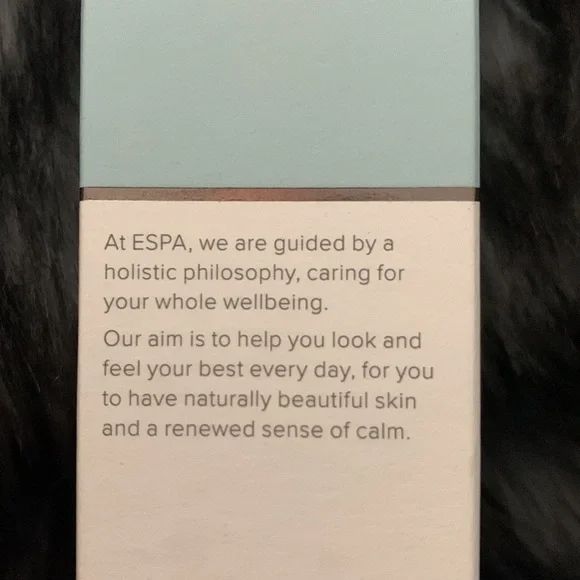 At ESPA, we are guided by a
holistic philosophy, caring for
your whole wellbeing.
Our aim is to help you look and
feel your best every day, for you
to have naturally beautiful skin
and a renewed sense of calm.